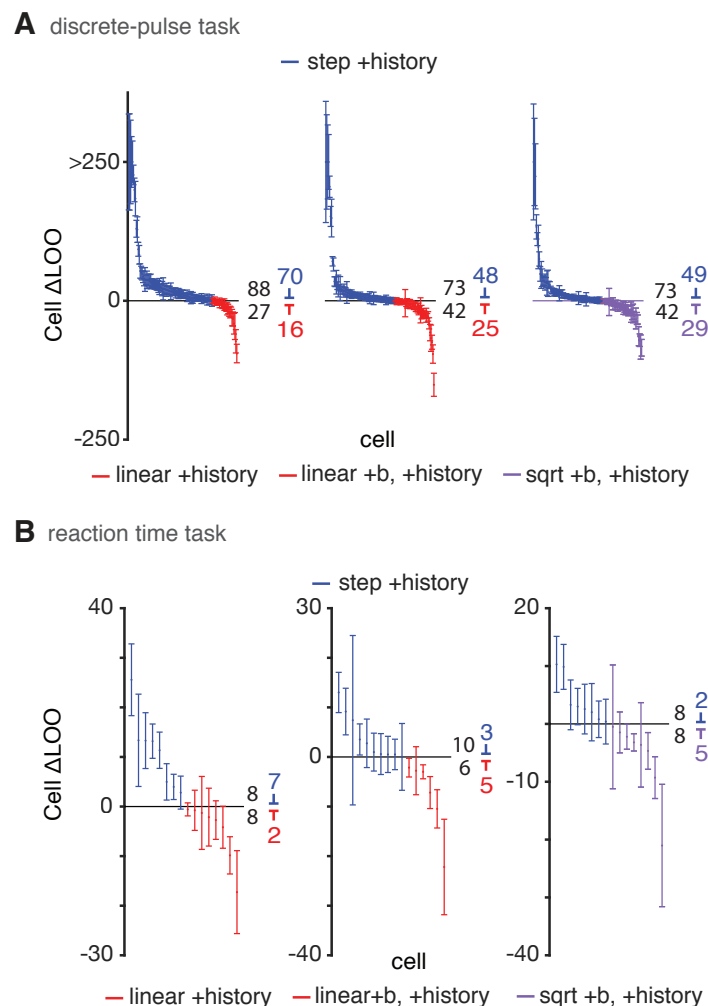 A discrete-pulse task
step +history
>250
0
-250
Cell ΔLOO
88 70
27 16
73 48
42 25
73 49
42 29
cell
linear +history linear +b, +history sqrt +b, +history
B reaction time task
step +history
40 30 20
Cell ΔLOO
8 7
8 2
10 3
6 5
8 2
8 5
0 0 -10
-30 -40 -40
cell
linear +history linear+b, +history sqrt +b, +history